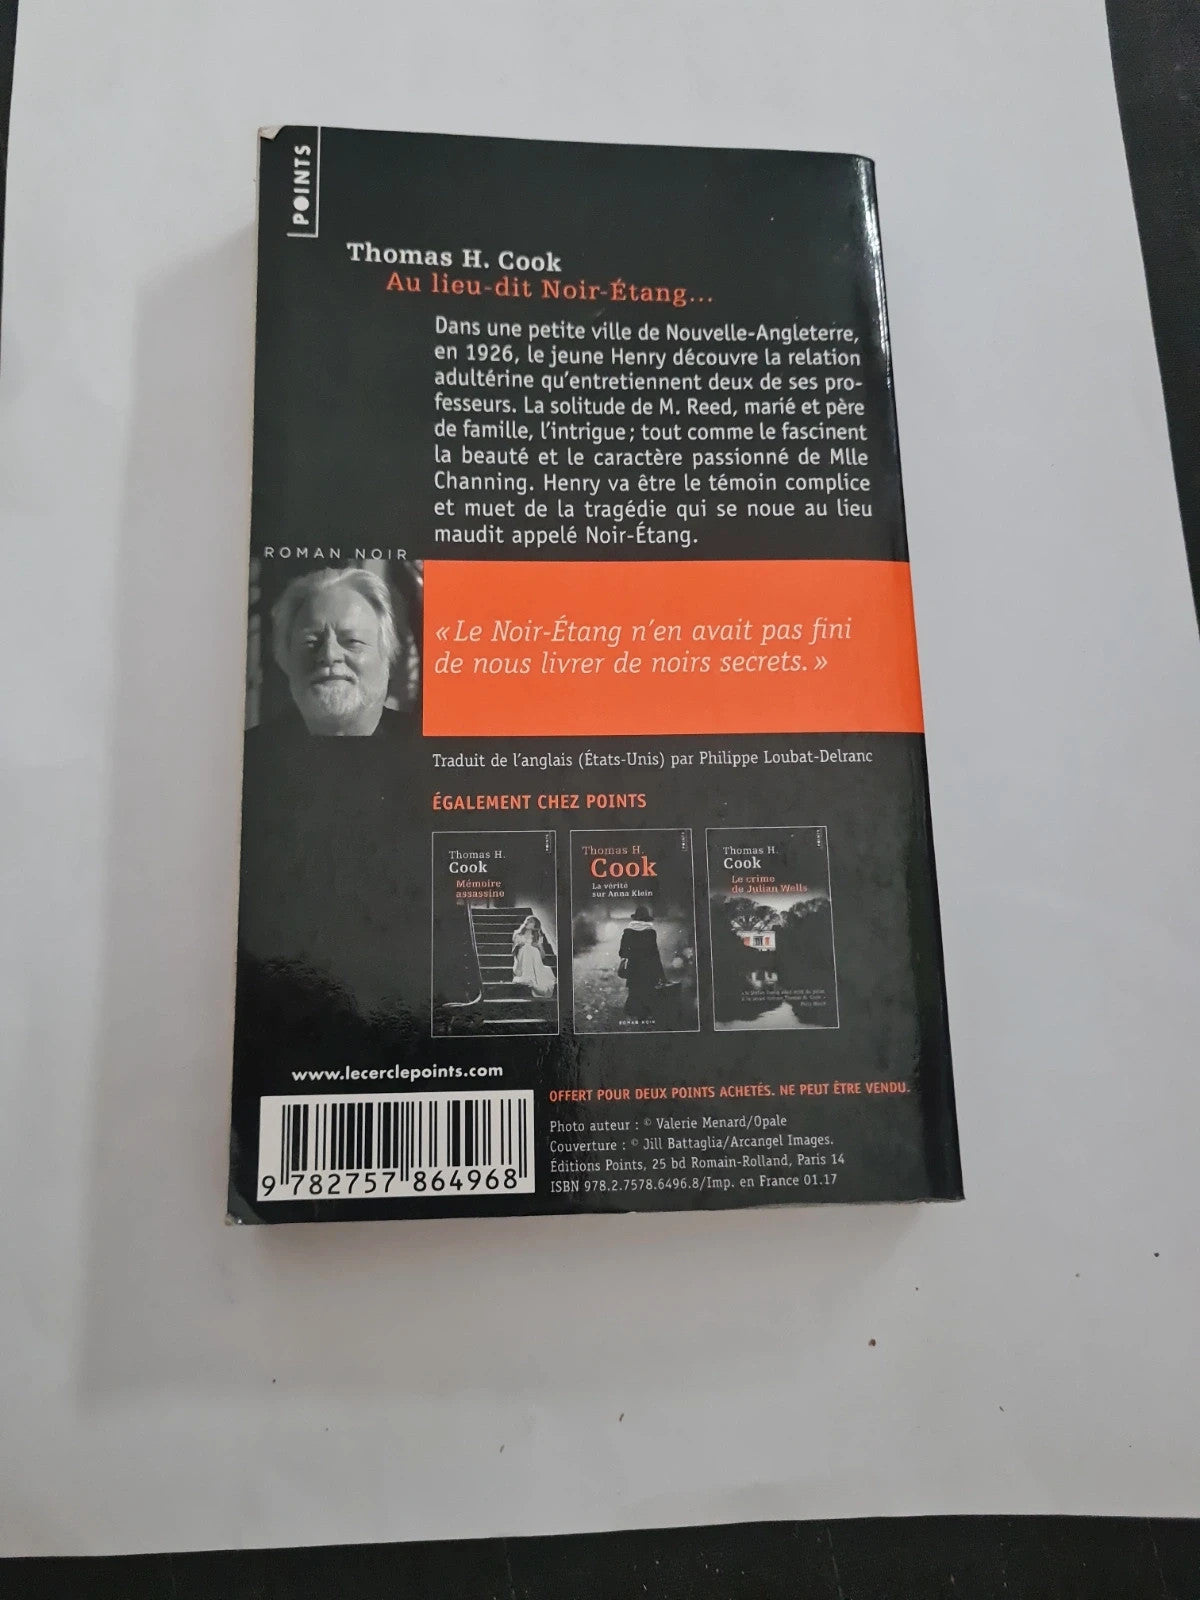 POINTS
Thomas H. Cook
Au lieu-dit Noir-Étang...
Dans une petite ville de Nouvelle-Angleterre,
en 1926, le jeune Henry découvre la relation
adultérine qu'entretiennent deux de ses pro-
fesseurs. La solitude de M. Reed, marié et père
de famille, l'intrigue ; tout comme le fascinent
la beauté et le caractère passionné de Mlle
Channing. Henry va être le témoin complice
et muet de la tragédie qui se noue au lieu
maudit appelé Noir-Étang.
ROMAN NOIR
« Le Noir-Étang n'en avait pas fini
de nous livrer de noirs secrets. »
Traduit de l'anglais (États-Unis) par Philippe Loubat-Delranc
ÉGALEMENT CHEZ POINTS
Thomas H.
Cook
Mémoire
assassine
Thomas H.
Cook
La vérité
sur Anna Klein
ROMAN NOIR
Thomas H.
Cook
Le crime
de Julian Wells
www.lecerclepoints.com
9 782757 864968
OFFERT POUR DEUX POINTS ACHETÉS. NE PEUT ÊTRE VENDU.
Photo auteur : © Valerie Menard/Opale
Couverture : © Jill Battaglia/Arcangel Images.
Éditions Points, 25 bd Romain-Rolland, Paris 14
ISBN 978.2.7578.6496.8/Imp. en France 01.17